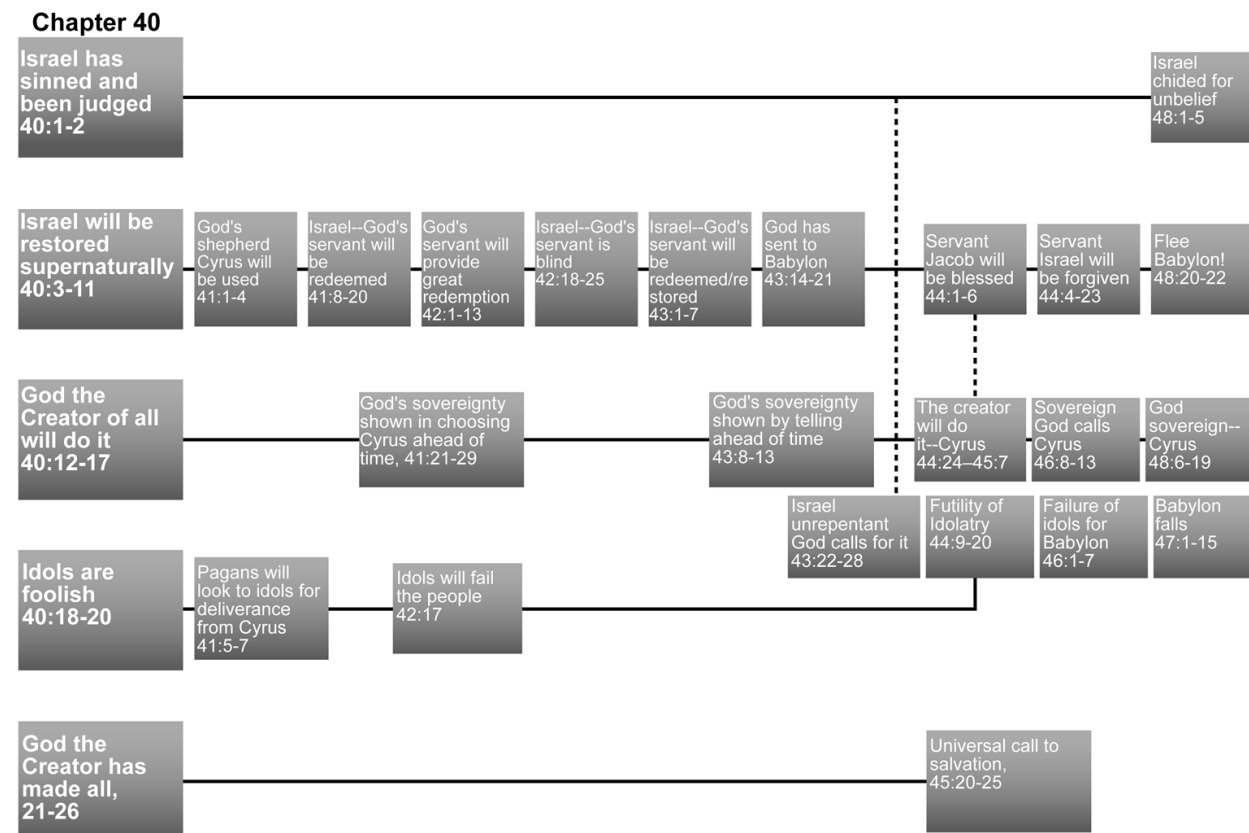 Chapter 40
Israel has
sinned and
been judged
40:1-2
Israel
chided for
unbelief
48:1-5
Israel will be
restored
supernaturally
40:3-11
God's
shepherd
Cyrus will
be used
41:1-4
Israel--God's
servant will
be
redeemed
41:8-20
God's
servant will
provide
great
redemption
42:1-13
Israel--God's
servant is
blind
42:18-25
Israel--God's
servant will
be
redeemed/re
stored
43:1-7
God has
sent to
Babylon
43:14-21
Servant
Jacob will
be blessed
44:1-6
Servant
Israel will
be forgiven
44:4-23
Flee
Babylon!
48:20-22
God the
Creator of all
will do it
40:12-17
God's sovereignty
shown in choosing
Cyrus ahead of
time, 41:21-29
God's sovereignty
shown by telling
ahead of time
43:8-13
The creator
will do
it--Cyrus
44:24–45:7
Sovereign
God calls
Cyrus
46:8-13
God
sovereign--
Cyrus
48:6-19
Israel
unrepentant
God calls for it
43:22-28
Futility of
Idolatry
44:9-20
Failure of
idols for
Babylon
46:1-7
Babylon
falls
47:1-15
Idols are
foolish
40:18-20
Pagans will
look to idols for
deliverance
from Cyrus
41:5-7
Idols will fail
the people
42:17
God the
Creator has
made all,
21-26
Universal call to
salvation,
45:20-25